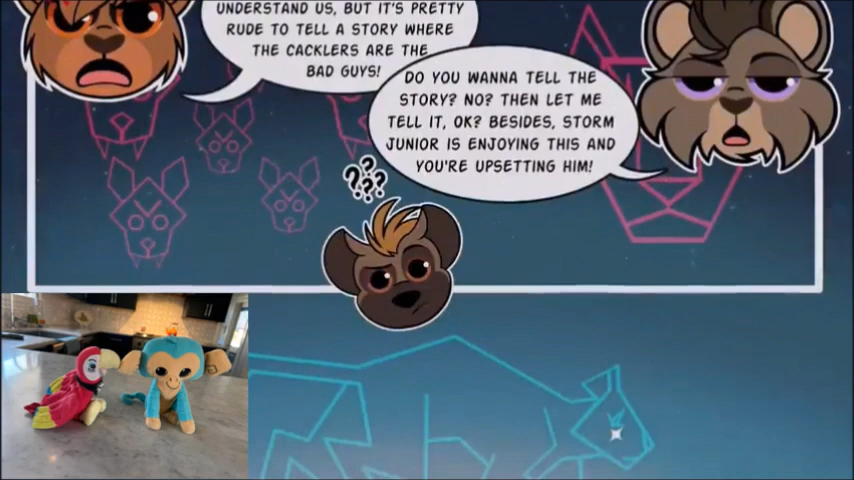 UNDERSTAND US, BUT IT'S PRETTY
RUDE TO TELL A STORY WHERE
THE CACKLERS ARE THE
BAD GUYS!
DO YOU WANNA TELL THE
STORY? NO? THEN LET ME
TELL IT, OK? BESIDES, STORM
JUNIOR IS ENJOYING THIS AND
YOU'RE UPSETTING HIM!
??
???